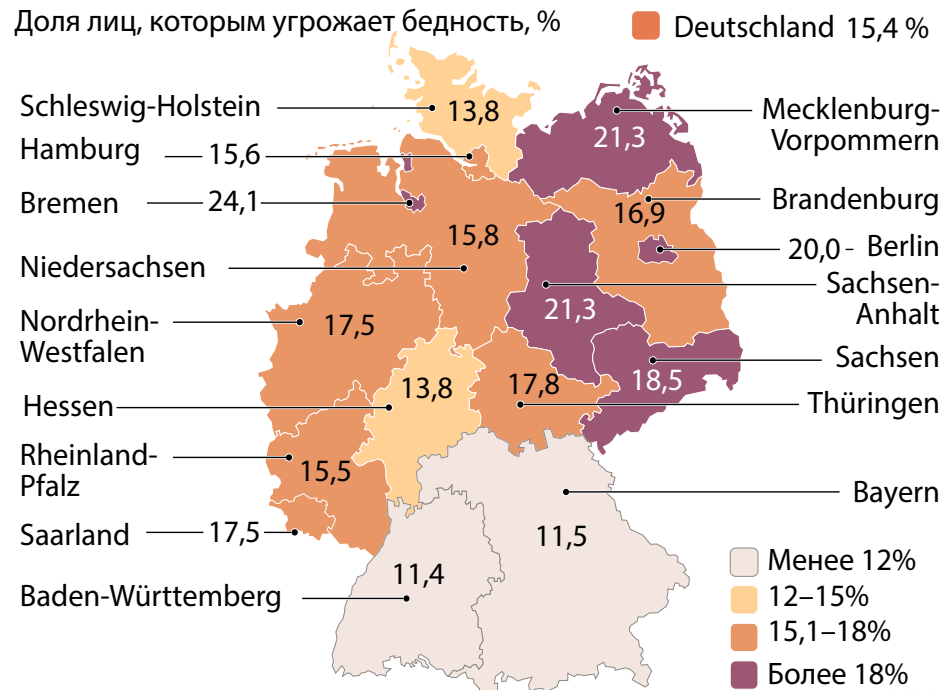 Доля лиц, которым угрожает бедность, %
Deutschland 15,4 %
Schleswig-Holstein
13,8
Mecklenburg-
Vorpommern
21,3
Hamburg
15,6
Bremen
24,1
Brandenburg
16,9
15,8
20,0
Berlin
Niedersachsen
Sachsen-
Anhalt
21,3
Nordrhein-
Westfalen
17,5
Sachsen
18,5
Hessen
13,8
17,8
Thüringen
Rheinland-
Pfalz
15,5
Bayern
11,5
Saarland
17,5
Baden-Württemberg
11,4
Менее 12%
12–15%
15,1–18%
Более 18%